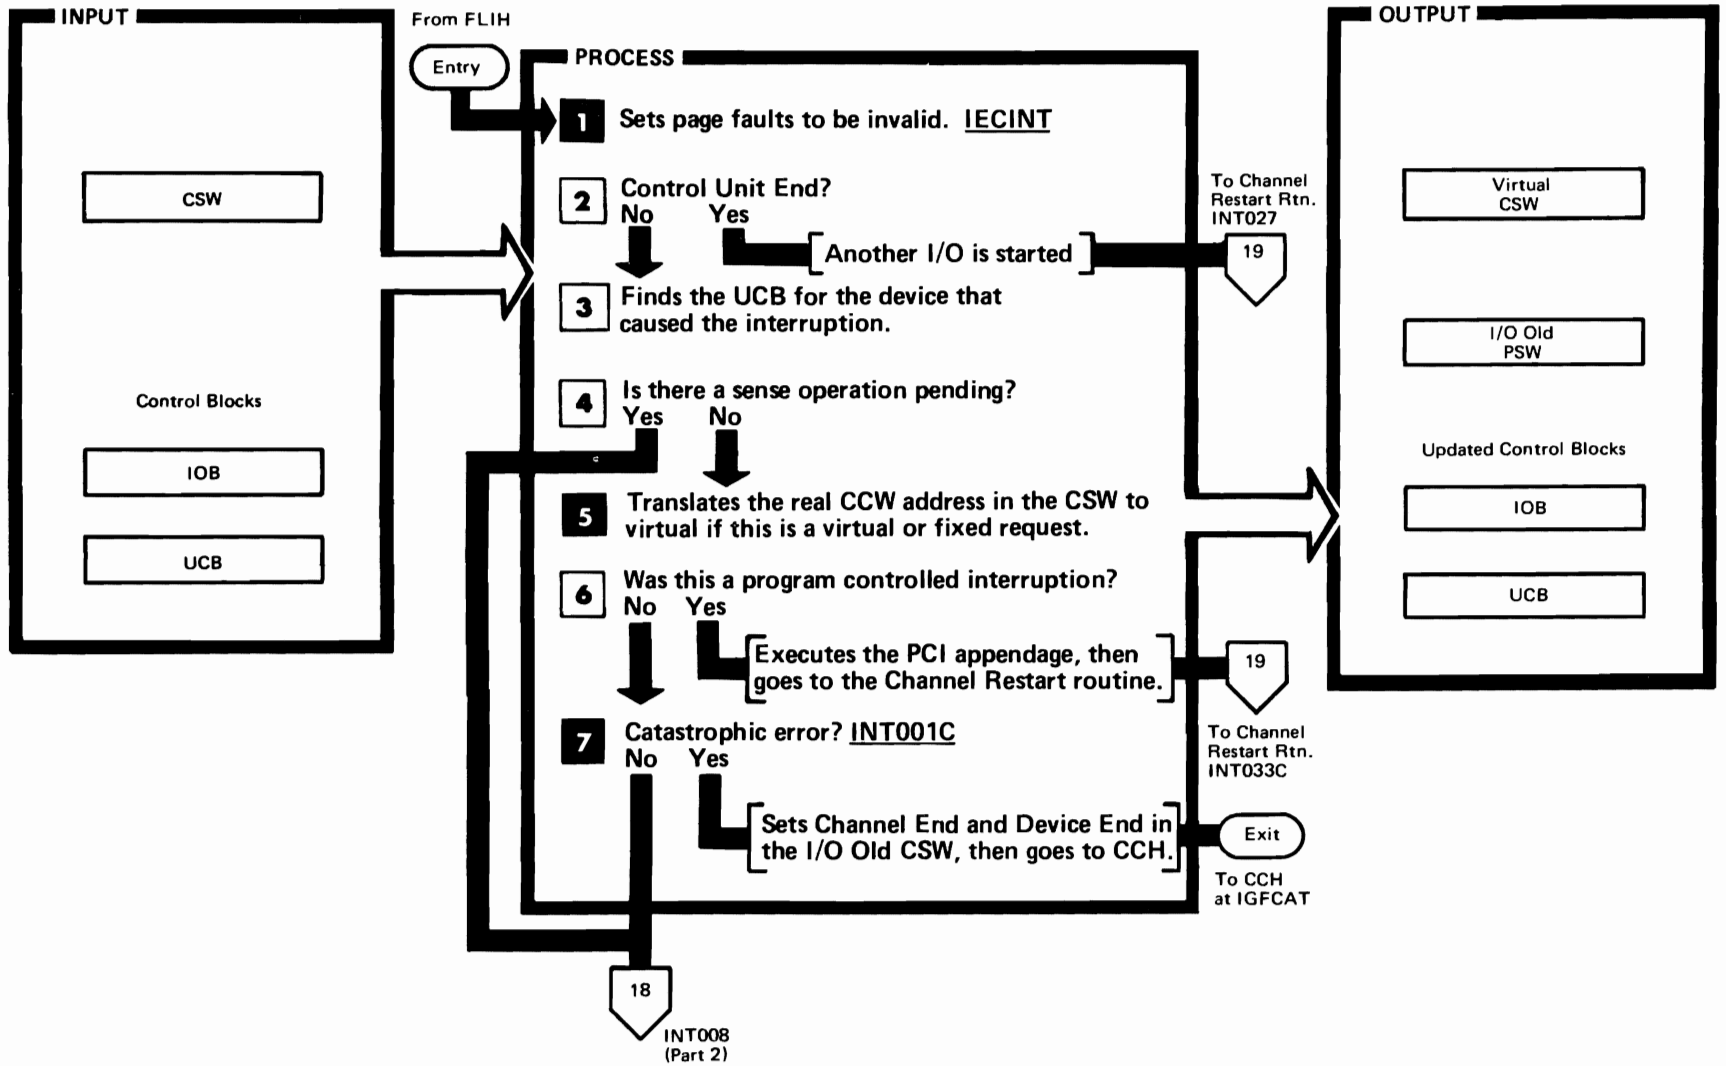 INPUT
CSW
Control Blocks
IOB
UCB
From FLIH
Entry
PROCESS
1 Sets page faults to be invalid. IECINT
2 Control Unit End?
No Yes
Another I/O is started
To Channel
Restart Rtn.
INT027
19
3 Finds the UCB for the device that
caused the interruption.
4 Is there a sense operation pending?
Yes No
5 Translates the real CCW address in the CSW to
virtual if this is a virtual or fixed request.
6 Was this a program controlled interruption?
No Yes
Executes the PCI appendage, then
goes to the Channel Restart routine.
19
To Channel
Restart Rtn.
INT033C
7 Catastrophic error? INT001C
No Yes
Sets Channel End and Device End in
the I/O Old CSW, then goes to CCH.
Exit
To CCH
at IGFCAT
18
INT008
(Part 2)
OUTPUT
Virtual
CSW
I/O Old
PSW
Updated Control Blocks
IOB
UCB